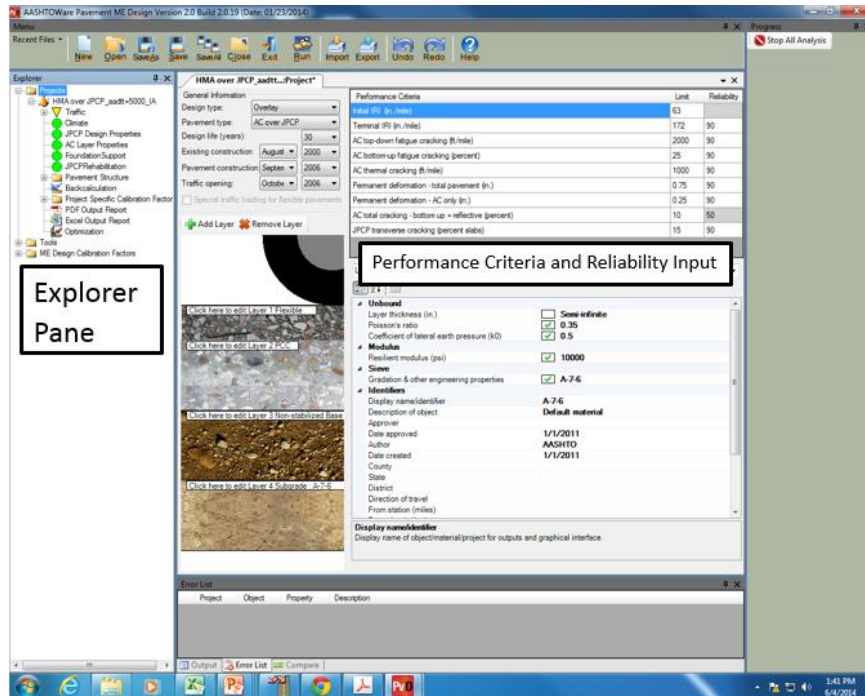 AASHTOWare Pavement ME Design Version 2.0 Build 2.0.19 (Date: 01/23/2014)
Menu
Recent Files
New Open SaveAs Save SaveAll Close Exit Run Import Export Undo Redo Help
Progress
Stop All Analysis
Explorer
Projects
HMA over JPCP_aadtt=5000_IA
Traffic
Climate
JPCP Design Properties
AC Layer Properties
Foundation Support
JPCP Rehabilitation
Pavement Structure
Backcalculation
Project Specific Calibration Factor
PDF Output Report
Excel Output Report
Optimization
Tools
ME Design Calibration Factors
Explorer
Pane
HMA over JPCP_aadtt...:Project*
General Information
Design type: Overlay
Pavement type: AC over JPCP
Design life (years): 30
Existing construction: August 2000
Pavement construction Septen 2006
Traffic opening: Octobe 2006
Special traffic loading for flexible pavements
Add Layer Remove Layer
Click here to edit Layer 1 Flexible
Click here to edit Layer 2 PCC
Click here to edit Layer 3 Non-stabilized Base
Click here to edit Layer 4 Subgrade : A-7-6
Performance Criteria Limit Reliability
Initial IRI (in./mile) 63
Terminal IRI (in./mile) 172 90
AC top-down fatigue cracking (ft/mile) 2000 90
AC bottom-up fatigue cracking (percent) 25 90
AC thermal cracking (ft/mile) 1000 90
Permanent deformation - total pavement (in.) 0.75 90
Permanent deformation - AC only (in.) 0.25 90
AC total cracking - bottom up + reflective (percent) 10 50
JPCP transverse cracking (percent slabs) 15 90
Performance Criteria and Reliability Input
Unbound
Layer thickness (in.) Semi-infinite
Poisson's ratio 0.35
Coefficient of lateral earth pressure (k0) 0.5
Modulus
Resilient modulus (psi) 10000
Sieve
Gradation & other engineering properties A-7-6
Identifiers
Display name/identifier A-7-6
Description of object Default material
Approver
Date approved 1/1/2011
Author AASHTO
Date created 1/1/2011
County
State
District
Direction of travel
From station (miles)
Display name/identifier
Display name of object/material/project for outputs and graphical interface
Error List
Project Object Property Description
Output Error List Compare
1:41 PM
6/4/2014